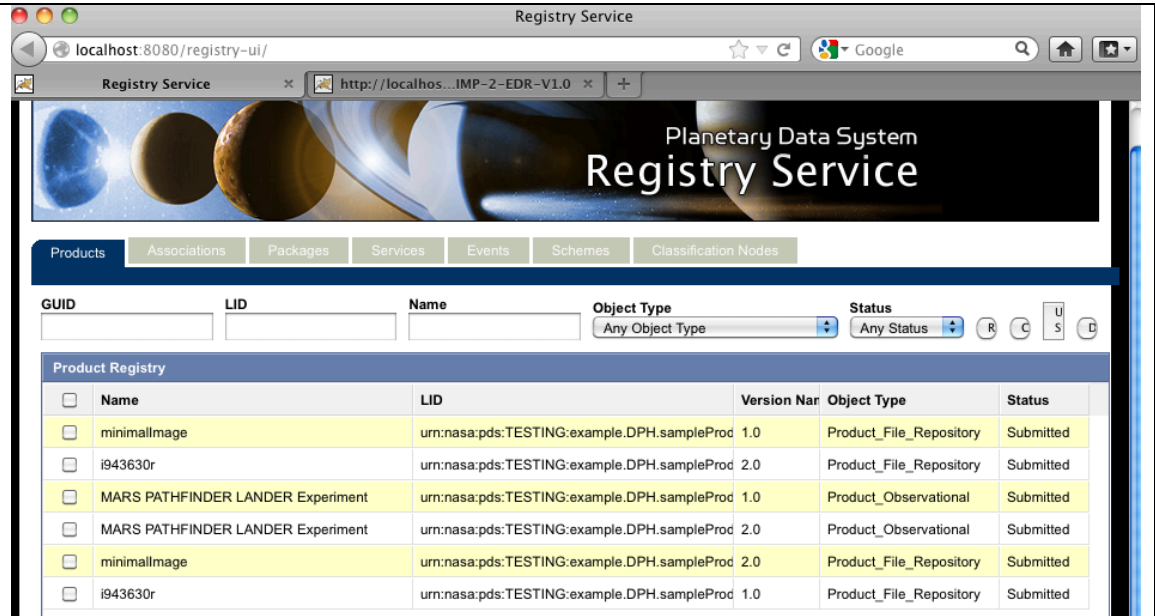 Registry Service
localhost:8080/registry-ui/
Google
Registry Service
http://localhos...IMP-2-EDR-V1.0
Planetary Data System
Registry Service
Products Associations Packages Services Events Schemes Classification Nodes
GUID LID Name Object Type Status
Any Object Type Any Status R C U S D
Product Registry
Name LID Version Nar Object Type Status
minimalImage urn:nasa:pds:TESTING:example.DPH.sampleProd 1.0 Product_File_Repository Submitted
i943630r urn:nasa:pds:TESTING:example.DPH.sampleProd 2.0 Product_File_Repository Submitted
MARS PATHFINDER LANDER Experiment urn:nasa:pds:TESTING:example.DPH.sampleProd 1.0 Product_Observational Submitted
MARS PATHFINDER LANDER Experiment urn:nasa:pds:TESTING:example.DPH.sampleProd 2.0 Product_Observational Submitted
minimalImage urn:nasa:pds:TESTING:example.DPH.sampleProd 2.0 Product_File_Repository Submitted
i943630r urn:nasa:pds:TESTING:example.DPH.sampleProd 1.0 Product_File_Repository Submitted